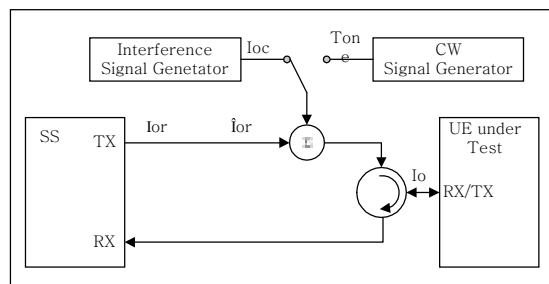 Interference
Signal Genetator
Ioc
Ton
e
CW
Signal Generator
SS
TX
Ior
Îor
UE under
Test
Io
RX/TX
RX